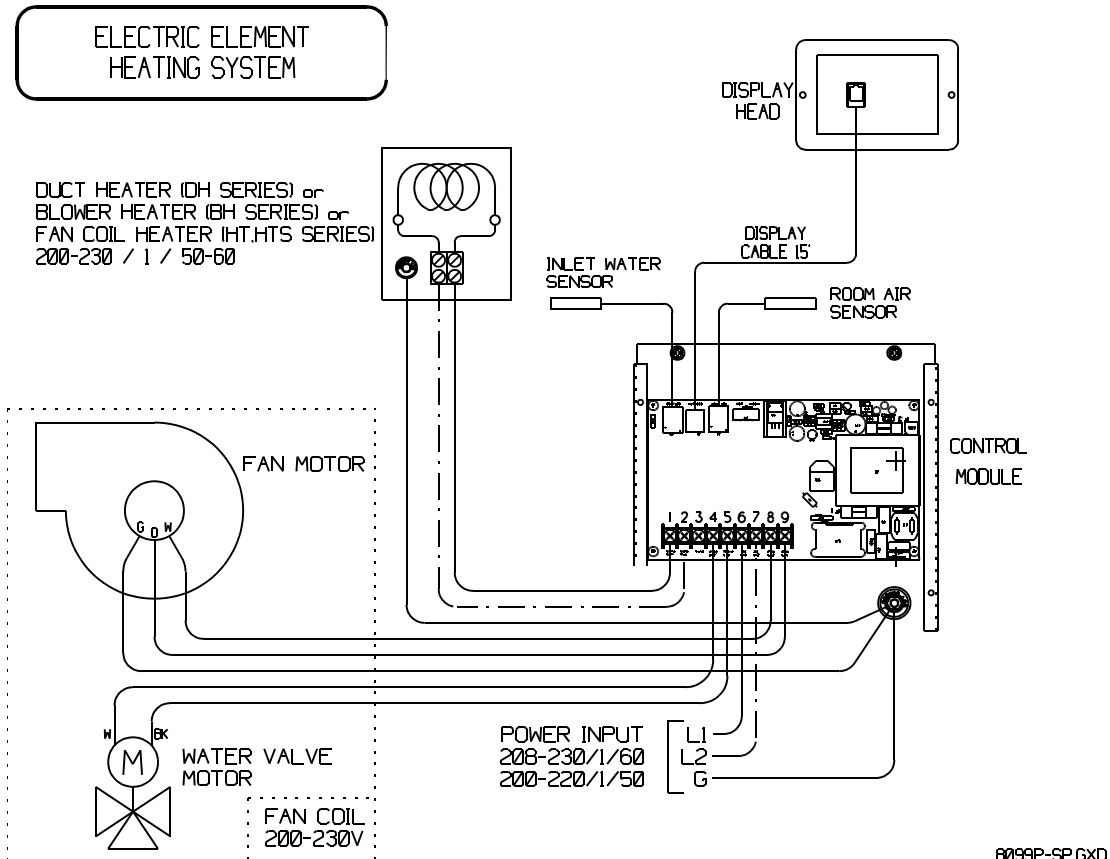 ELECTRIC ELEMENT
HEATING SYSTEM
DISPLAY
HEAD
DUCT HEATER (DH SERIES) or
BLOWER HEATER (BH SERIES) or
FAN COIL HEATER (HT,HTS SERIES)
200-230 / 1 / 50-60
DISPLAY
CABLE 15'
INLET WATER
SENSOR
ROOM AIR
SENSOR
FAN MOTOR
CONTROL
MODULE
G O W
1 2 3 4 5 6 7 8 9
POWER INPUT
208-230/1/60
200-220/1/50
L1
L2
G
W
BK
M
WATER VALVE
MOTOR
FAN COIL
200-230V
8099P-SP.GXD